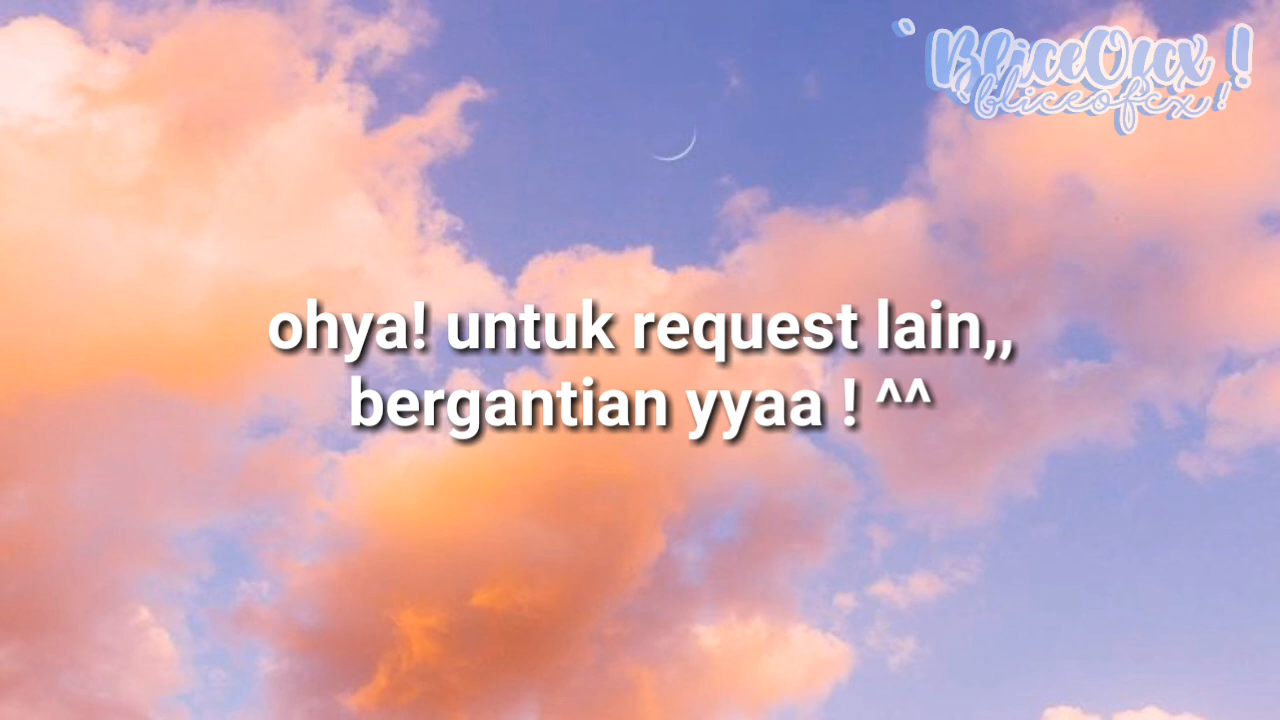 ` BliceOfcx !
bliceofcx !
ohya! untuk request lain,,
bergantian yyaa ! ^^